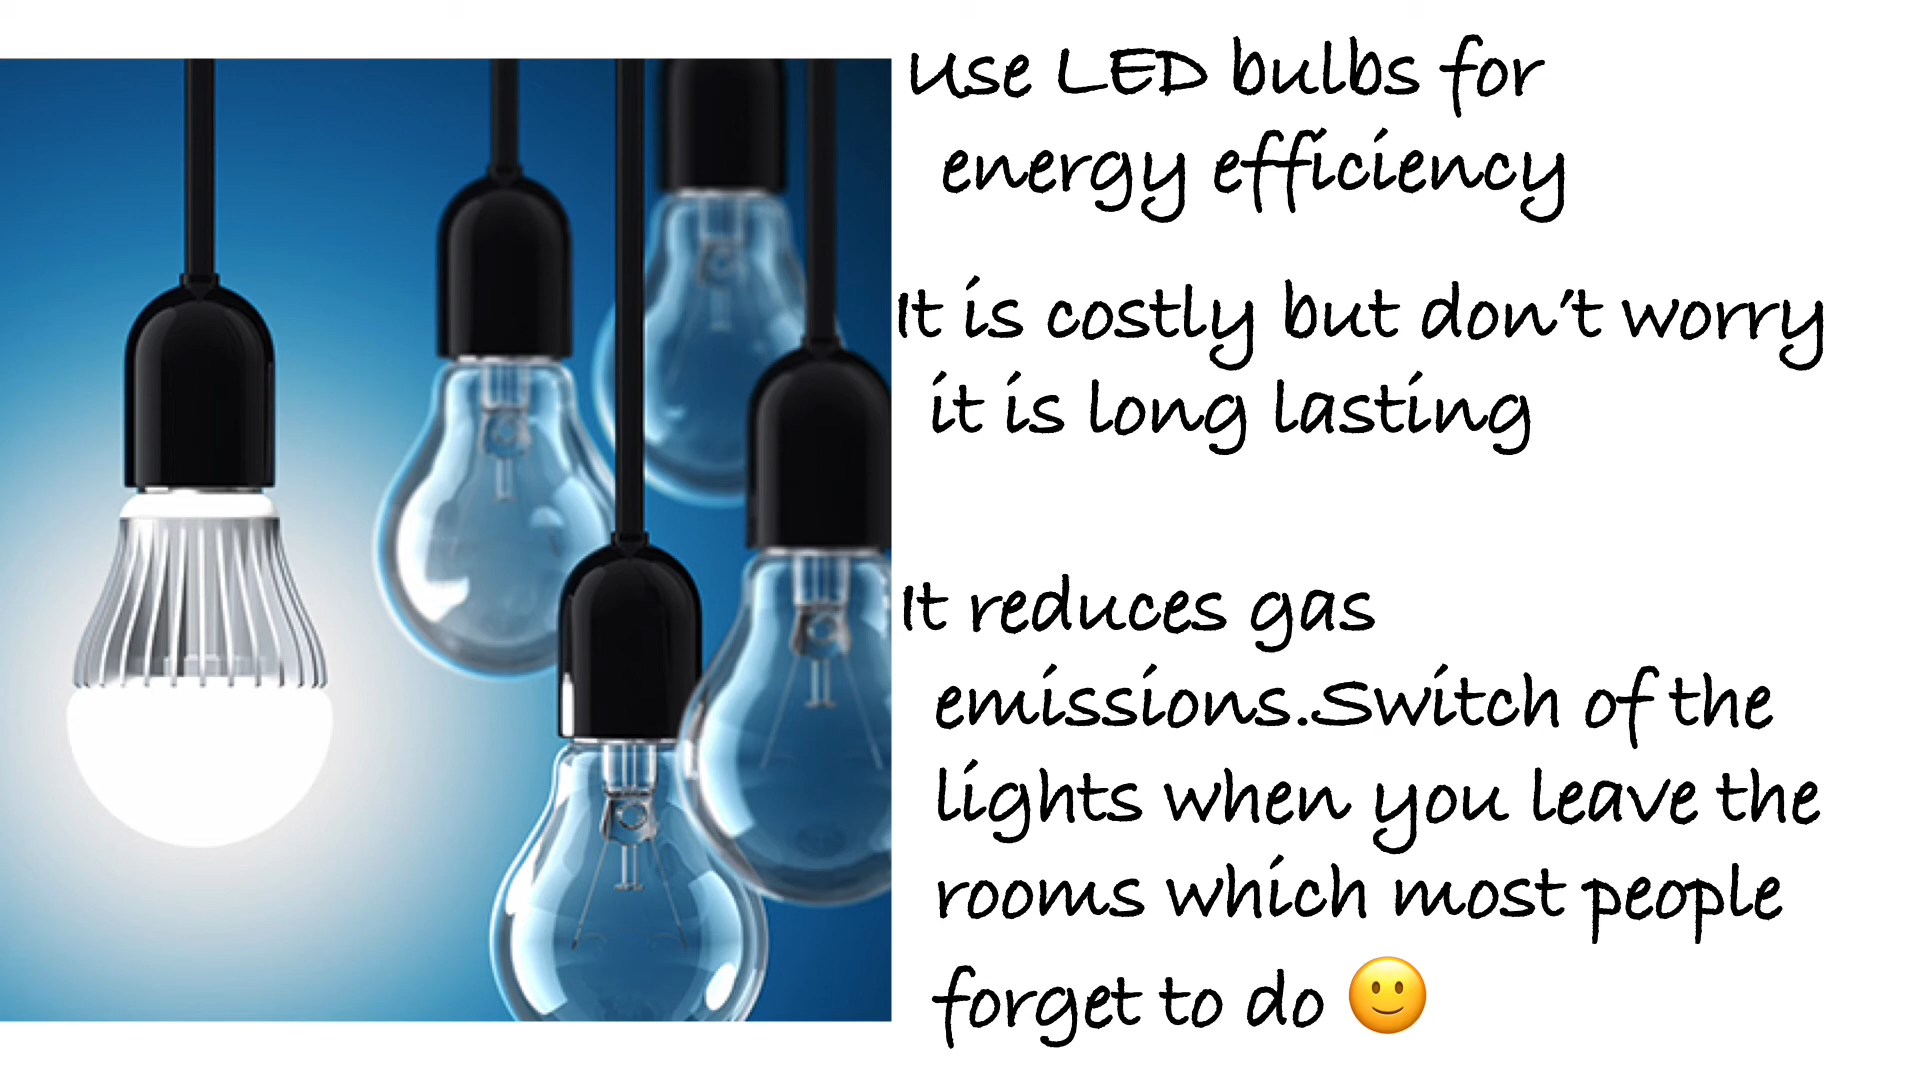 Use LED bulbs for
energy efficiency
It is costly but don't worry
it is long lasting
It reduces gas
emissions.Switch of the
lights when you leave the
rooms which most people
forget to do 🙂